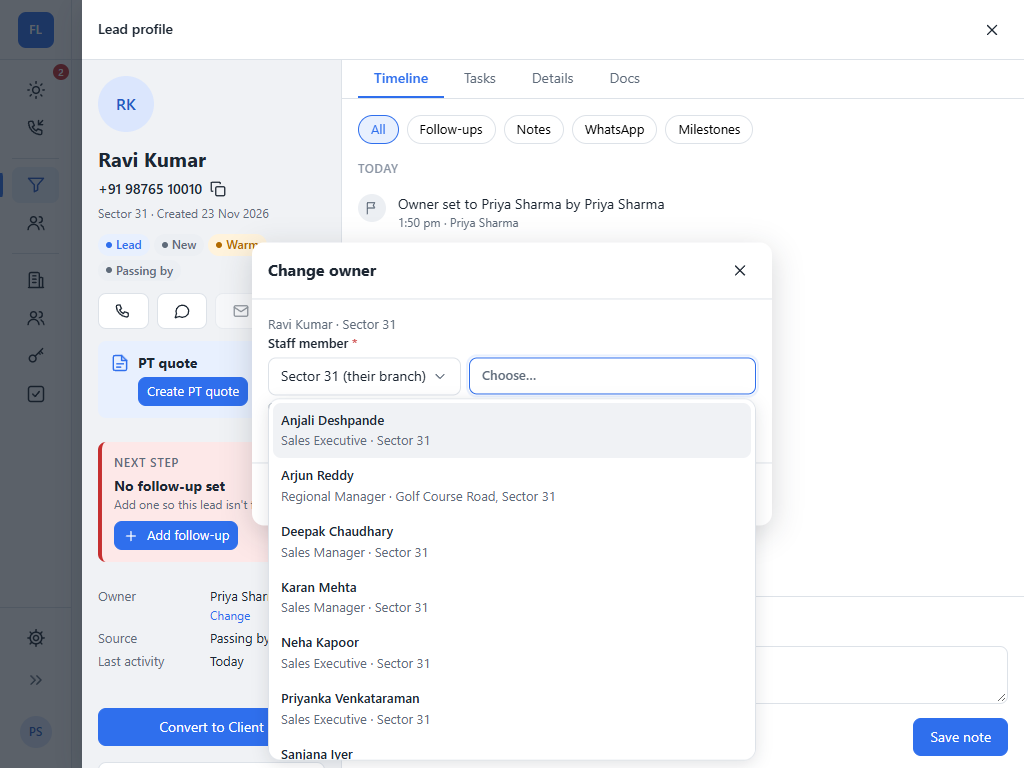 FL
Lead profile
2
RK
Ravi Kumar
+91 98765 10010
Sector 31 · Created 23 Nov 2026
Lead
New
Warm
Passing by
PT quote
Create PT quote
NEXT STEP
No follow-up set
Add one so this lead isn't
Add follow-up
Owner
Priya Shar
Change
Source
Passing by
Last activity
Today
Convert to Client
PS
Timeline
Tasks
Details
Docs
All
Follow-ups
Notes
WhatsApp
Milestones
TODAY
Owner set to Priya Sharma by Priya Sharma
1:50 pm · Priya Sharma
Change owner
Ravi Kumar · Sector 31
Staff member *
Sector 31 (their branch)
Choose...
Anjali Deshpande
Sales Executive · Sector 31
Arjun Reddy
Regional Manager · Golf Course Road, Sector 31
Deepak Chaudhary
Sales Manager · Sector 31
Karan Mehta
Sales Manager · Sector 31
Neha Kapoor
Sales Executive · Sector 31
Priyanka Venkataraman
Sales Executive · Sector 31
Sanjana Iyer
Save note